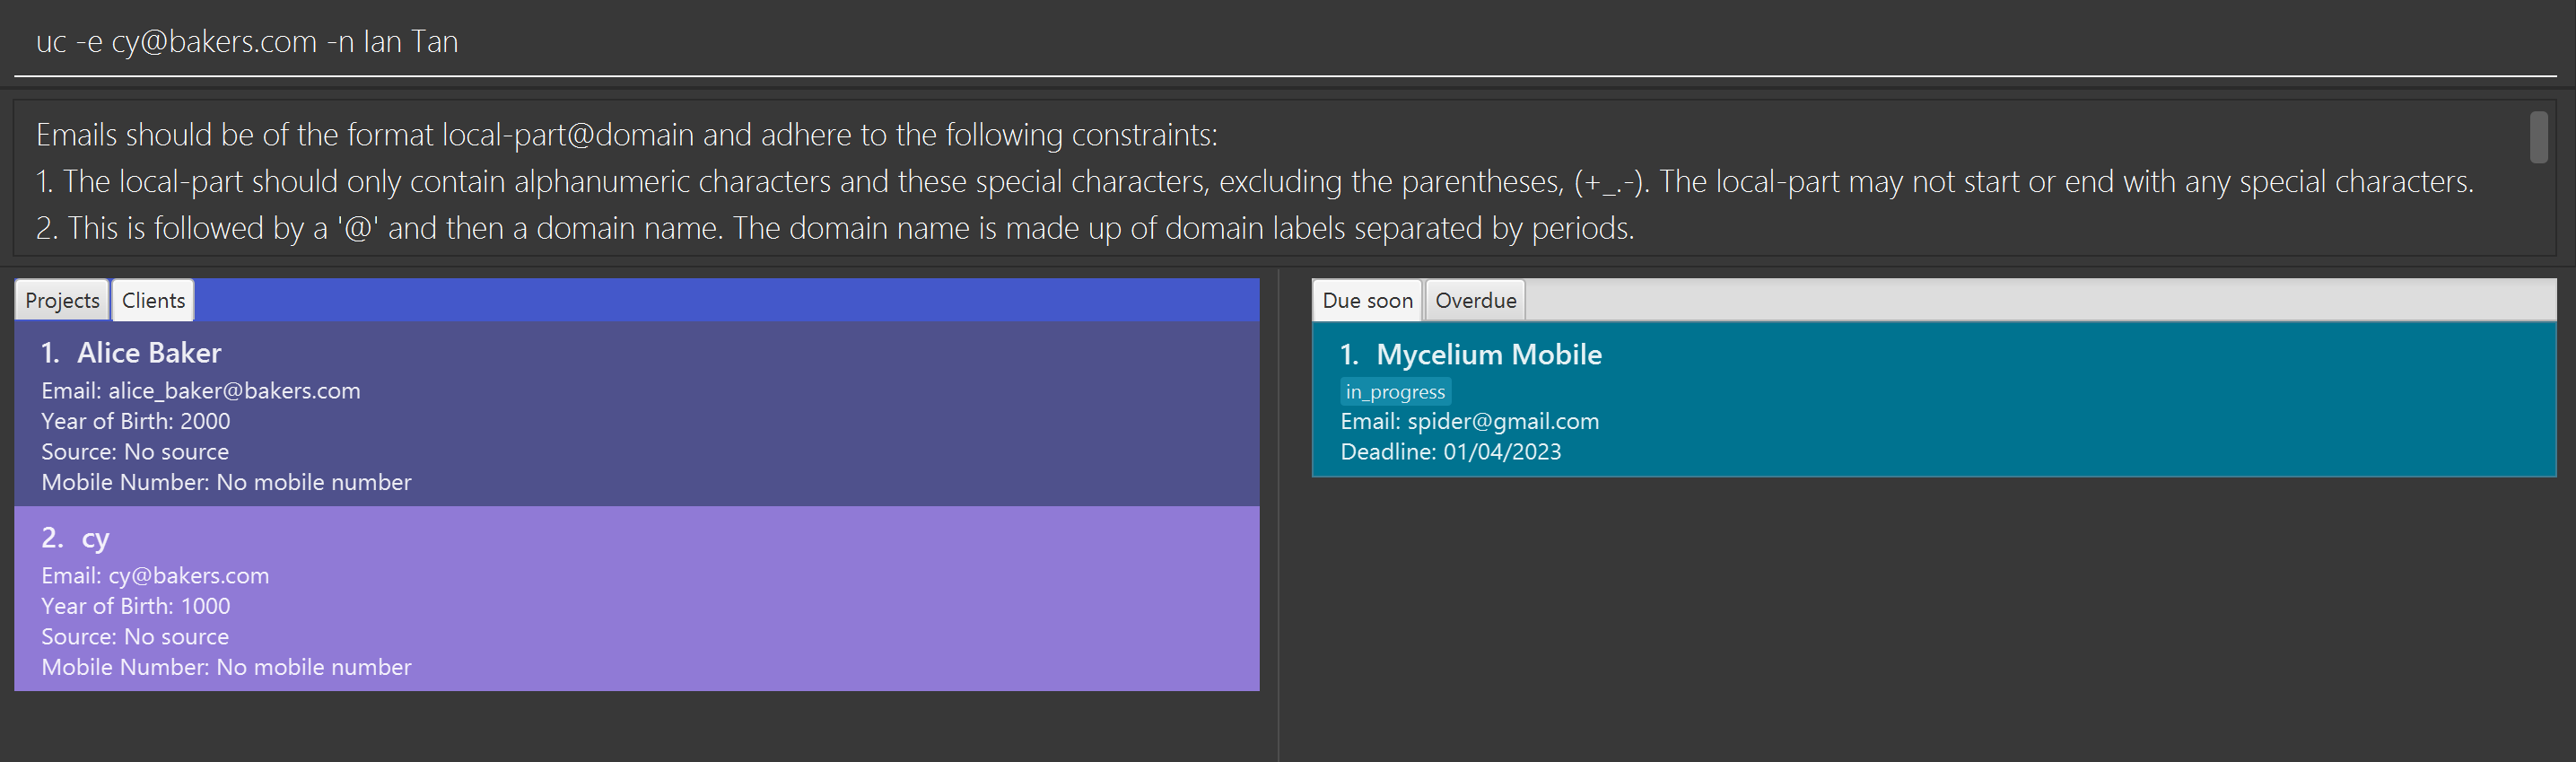 uc -e cy@bakers.com -n Ian Tan
Emails should be of the format local-part@domain and adhere to the following constraints:
1. The local-part should only contain alphanumeric characters and these special characters, excluding the parentheses, (+_.-). The local-part may not start or end with any special characters.
2. This is followed by a '@' and then a domain name. The domain name is made up of domain labels separated by periods.
Projects Clients
1. Alice Baker
Email: alice_baker@bakers.com
Year of Birth: 2000
Source: No source
Mobile Number: No mobile number
2. cy
Email: cy@bakers.com
Year of Birth: 1000
Source: No source
Mobile Number: No mobile number
Due soon Overdue
1. Mycelium Mobile
in_progress
Email: spider@gmail.com
Deadline: 01/04/2023